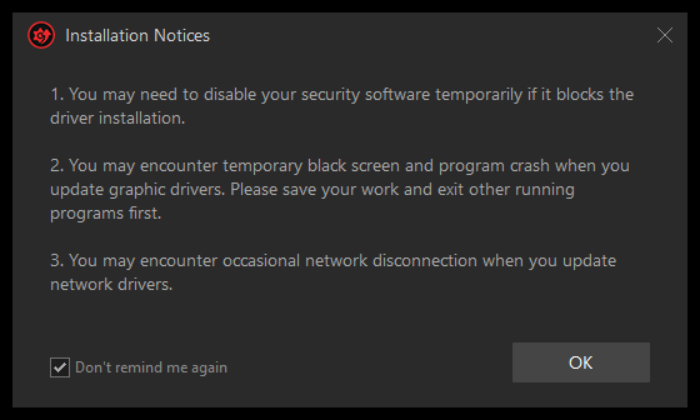 Installation Notices
1. You may need to disable your security software temporarily if it blocks the
driver installation.
2. You may encounter temporary black screen and program crash when you
update graphic drivers. Please save your work and exit other running
programs first.
3. You may encounter occasional network disconnection when you update
network drivers.
Don't remind me again
OK